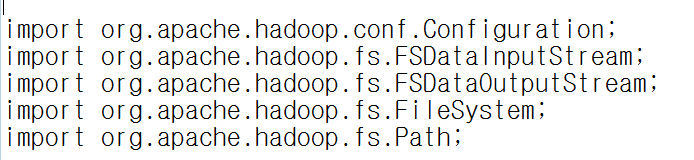 import org.apache.hadoop.conf.Configuration;
import org.apache.hadoop.fs.FSDataInputStream;
import org.apache.hadoop.fs.FSDataOutputStream;
import org.apache.hadoop.fs.FileSystem;
import org.apache.hadoop.fs.Path;